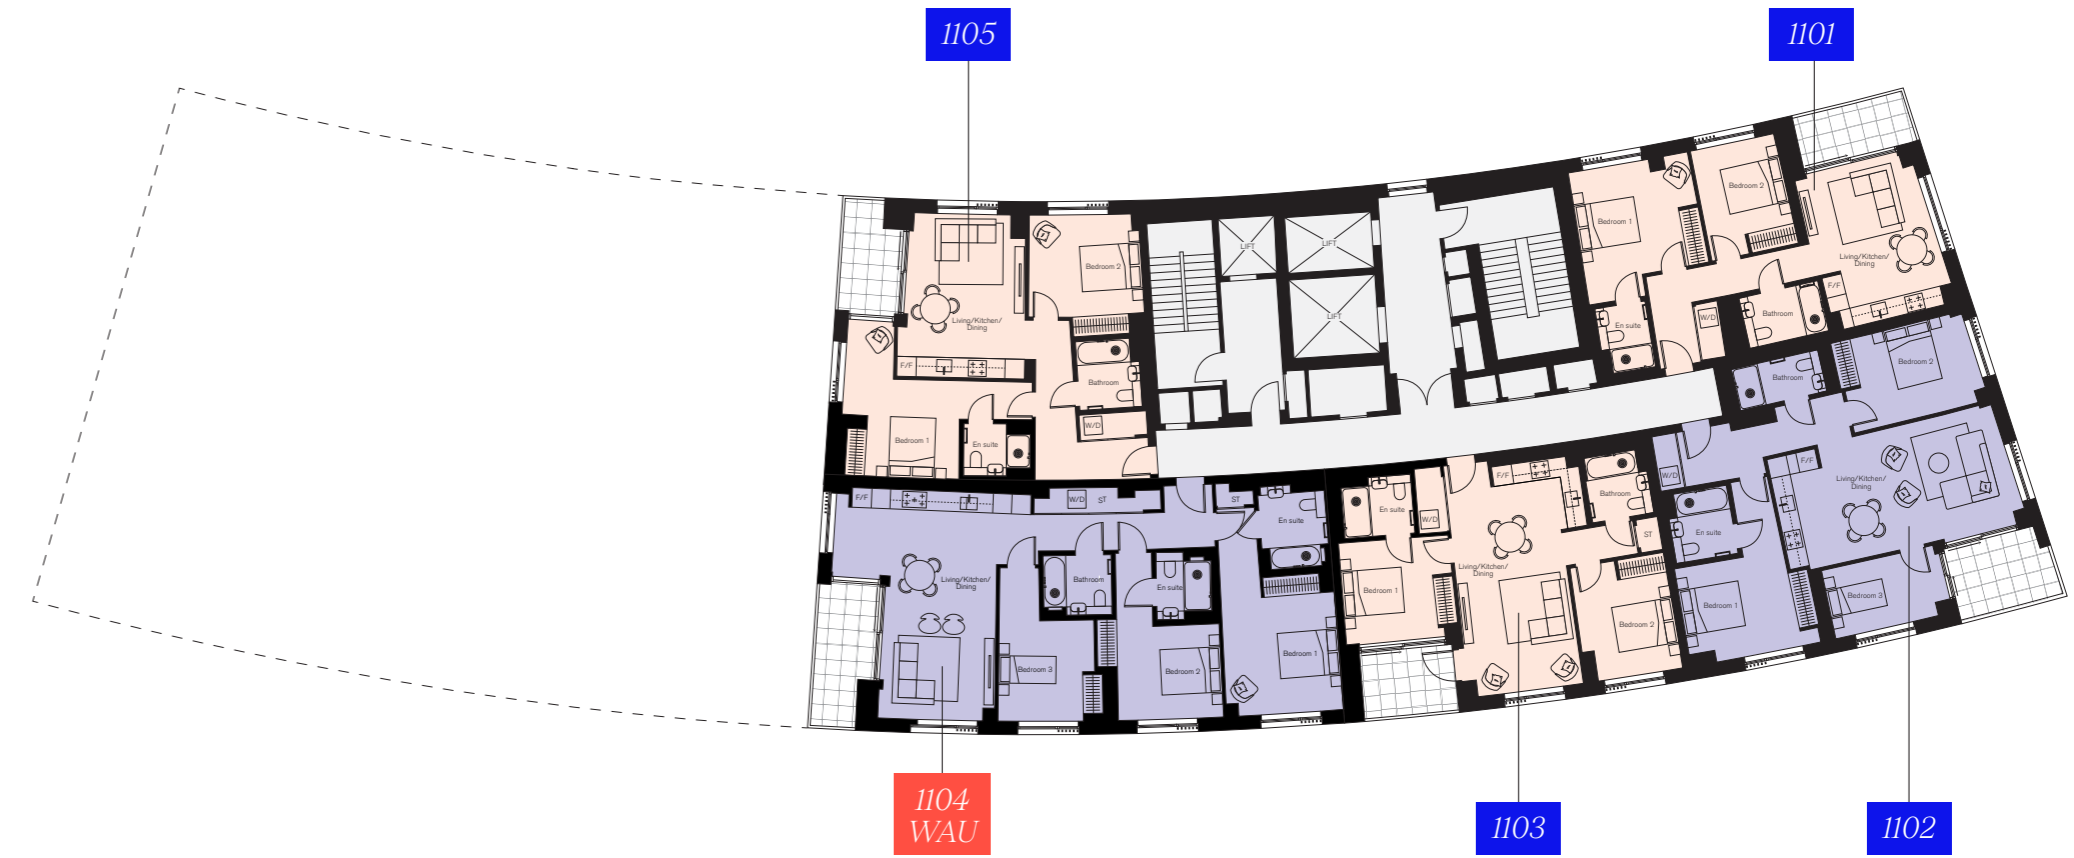 1105
1101
LIFT
LIFT
LIFT
Living/Kitchen/
Dining
Bedroom 2
F/F
Bathroom
W/D
Bedroom 1
En suite
Bedroom 1
Bedroom 2
Living/Kitchen/
Dining
F/F
Bathroom
W/D
En suite
F/F
W/D
ST
ST
En suite
Living/Kitchen/
Dining
Bathroom
En suite
Bedroom 3
Bedroom 2
Bedroom 1
En suite
W/D
F/F
Bathroom
ST
Living/Kitchen/
Dining
Bedroom 1
Bedroom 2
Bathroom
Bedroom 2
W/D
F/F
Living/Kitchen/
Dining
En suite
Bedroom 1
Bedroom 3
1104
WAU
1103
1102